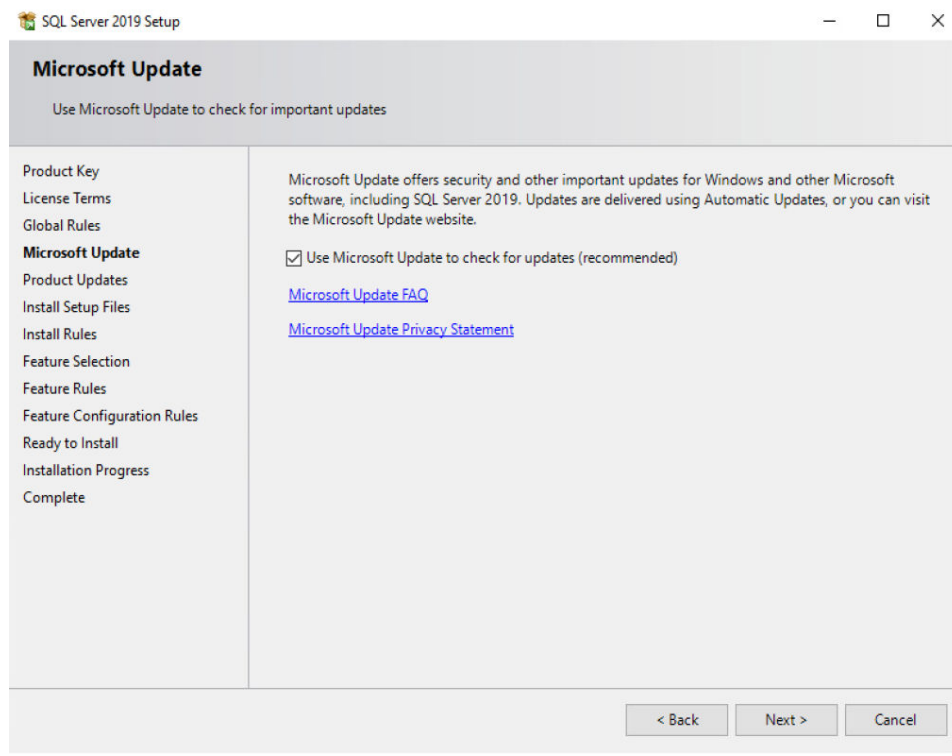 SQL Server 2019 Setup
Microsoft Update
Use Microsoft Update to check for important updates
Product Key
License Terms
Global Rules
Microsoft Update
Product Updates
Install Setup Files
Install Rules
Feature Selection
Feature Rules
Feature Configuration Rules
Ready to Install
Installation Progress
Complete
Microsoft Update offers security and other important updates for Windows and other Microsoft
software, including SQL Server 2019. Updates are delivered using Automatic Updates, or you can visit
the Microsoft Update website.
Use Microsoft Update to check for updates (recommended)
Microsoft Update FAQ
Microsoft Update Privacy Statement
< Back
Next >
Cancel